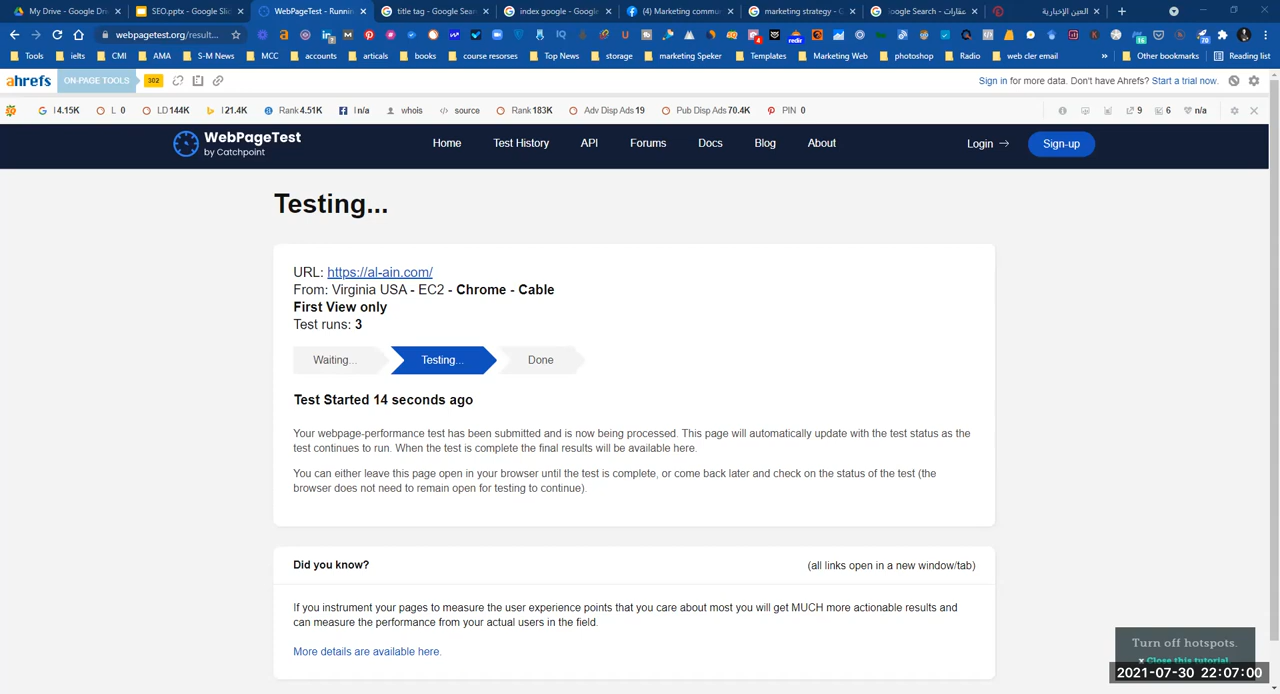 My Drive - Google Dri
SEO.pptx - Google Slid
WebPageTest - Runnin
title tag - Google Sear
index google - Google
(4) Marketing commu
marketing strategy - G
عقارات - Google Search
العين الإخبارية
webpagetest.org/result...
Tools
ielts
CMI
AMA
S-M News
MCC
accounts
articals
books
course resorses
Top News
storage
marketing Speker
Templates
Marketing Web
photoshop
Radio
web cler email
»
Other bookmarks
Reading list
ahrefs ON-PAGE TOOLS 302
Sign in for more data. Don't have Ahrefs? Start a trial now.
I 4.15K
L 0
LD 144K
I 21.4K
Rank 4.51K
I n/a
whois
source
Rank 183K
Adv Disp Ads 19
Pub Disp Ads 70.4K
PIN 0
9
6
n/a
WebPageTest
by Catchpoint
Home
Test History
API
Forums
Docs
Blog
About
Login
Sign-up
Testing...
URL: https://al-ain.com/
From: Virginia USA - EC2 - Chrome - Cable
First View only
Test runs: 3
Waiting...
Testing...
Done
Test Started 14 seconds ago
Your webpage-performance test has been submitted and is now being processed. This page will automatically update with the test status as the
test continues to run. When the test is complete the final results will be available here.
You can either leave this page open in your browser until the test is complete, or come back later and check on the status of the test (the
browser does not need to remain open for testing to continue).
Did you know?
(all links open in a new window/tab)
If you instrument your pages to measure the user experience points that you care about most you will get MUCH more actionable results and
can measure the performance from your actual users in the field.
More details are available here.
Turn off hotspots.
x Close this tutorial
2021-07-30 22:07:00